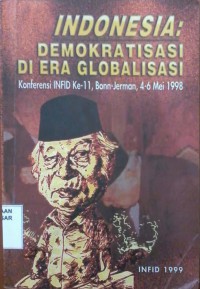 INDONESIA:
DEMOKRATISASI
DI ERA GLOBALISASI
Konferensi INFID Ke-11, Bonn-Jerman, 4-6 Mei 1998
INFID 1999